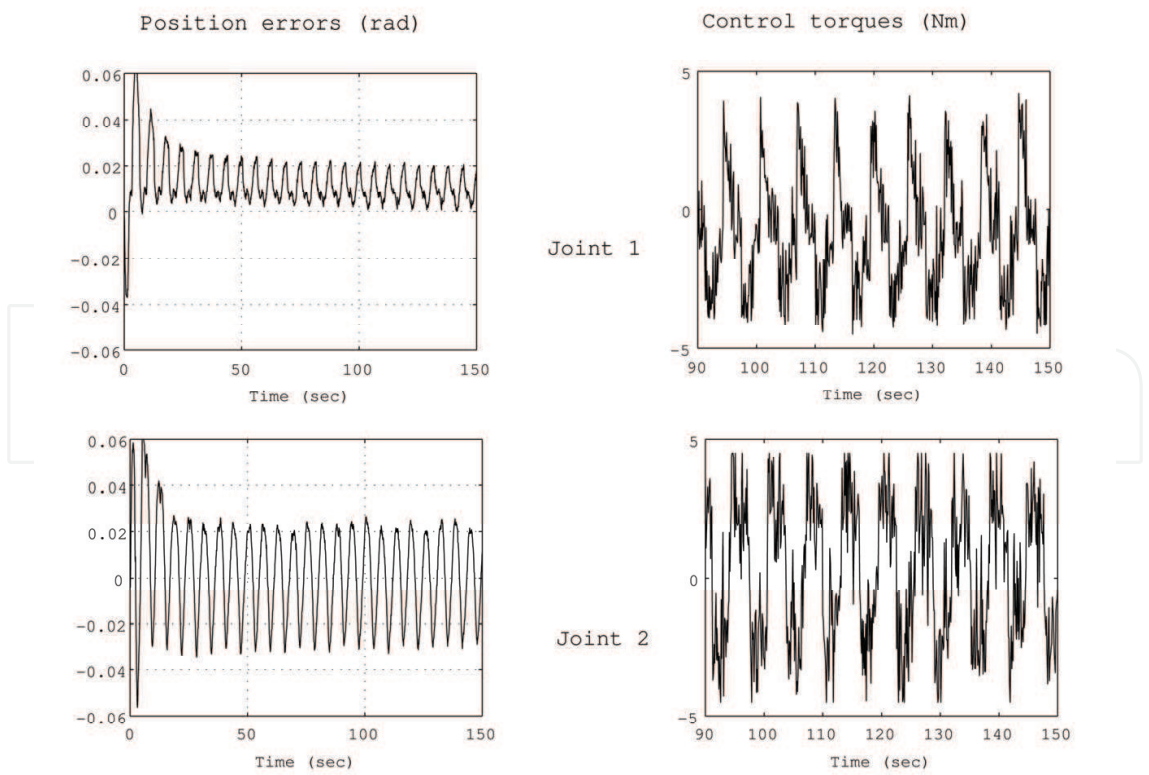 Position errors (rad)
Control torques (Nm)
0.06
0.04
0.02
0
−0.02
−0.04
−0.06
0 50 100 150
Time (sec)
Joint 1
5
0
−5
90 100 110 120 130 140 150
Time (sec)
0.06
0.04
0.02
0
−0.02
−0.04
−0.06
0 50 100 150
Time (sec)
Joint 2
5
0
−5
90 100 110 120 130 140 150
Time (sec)